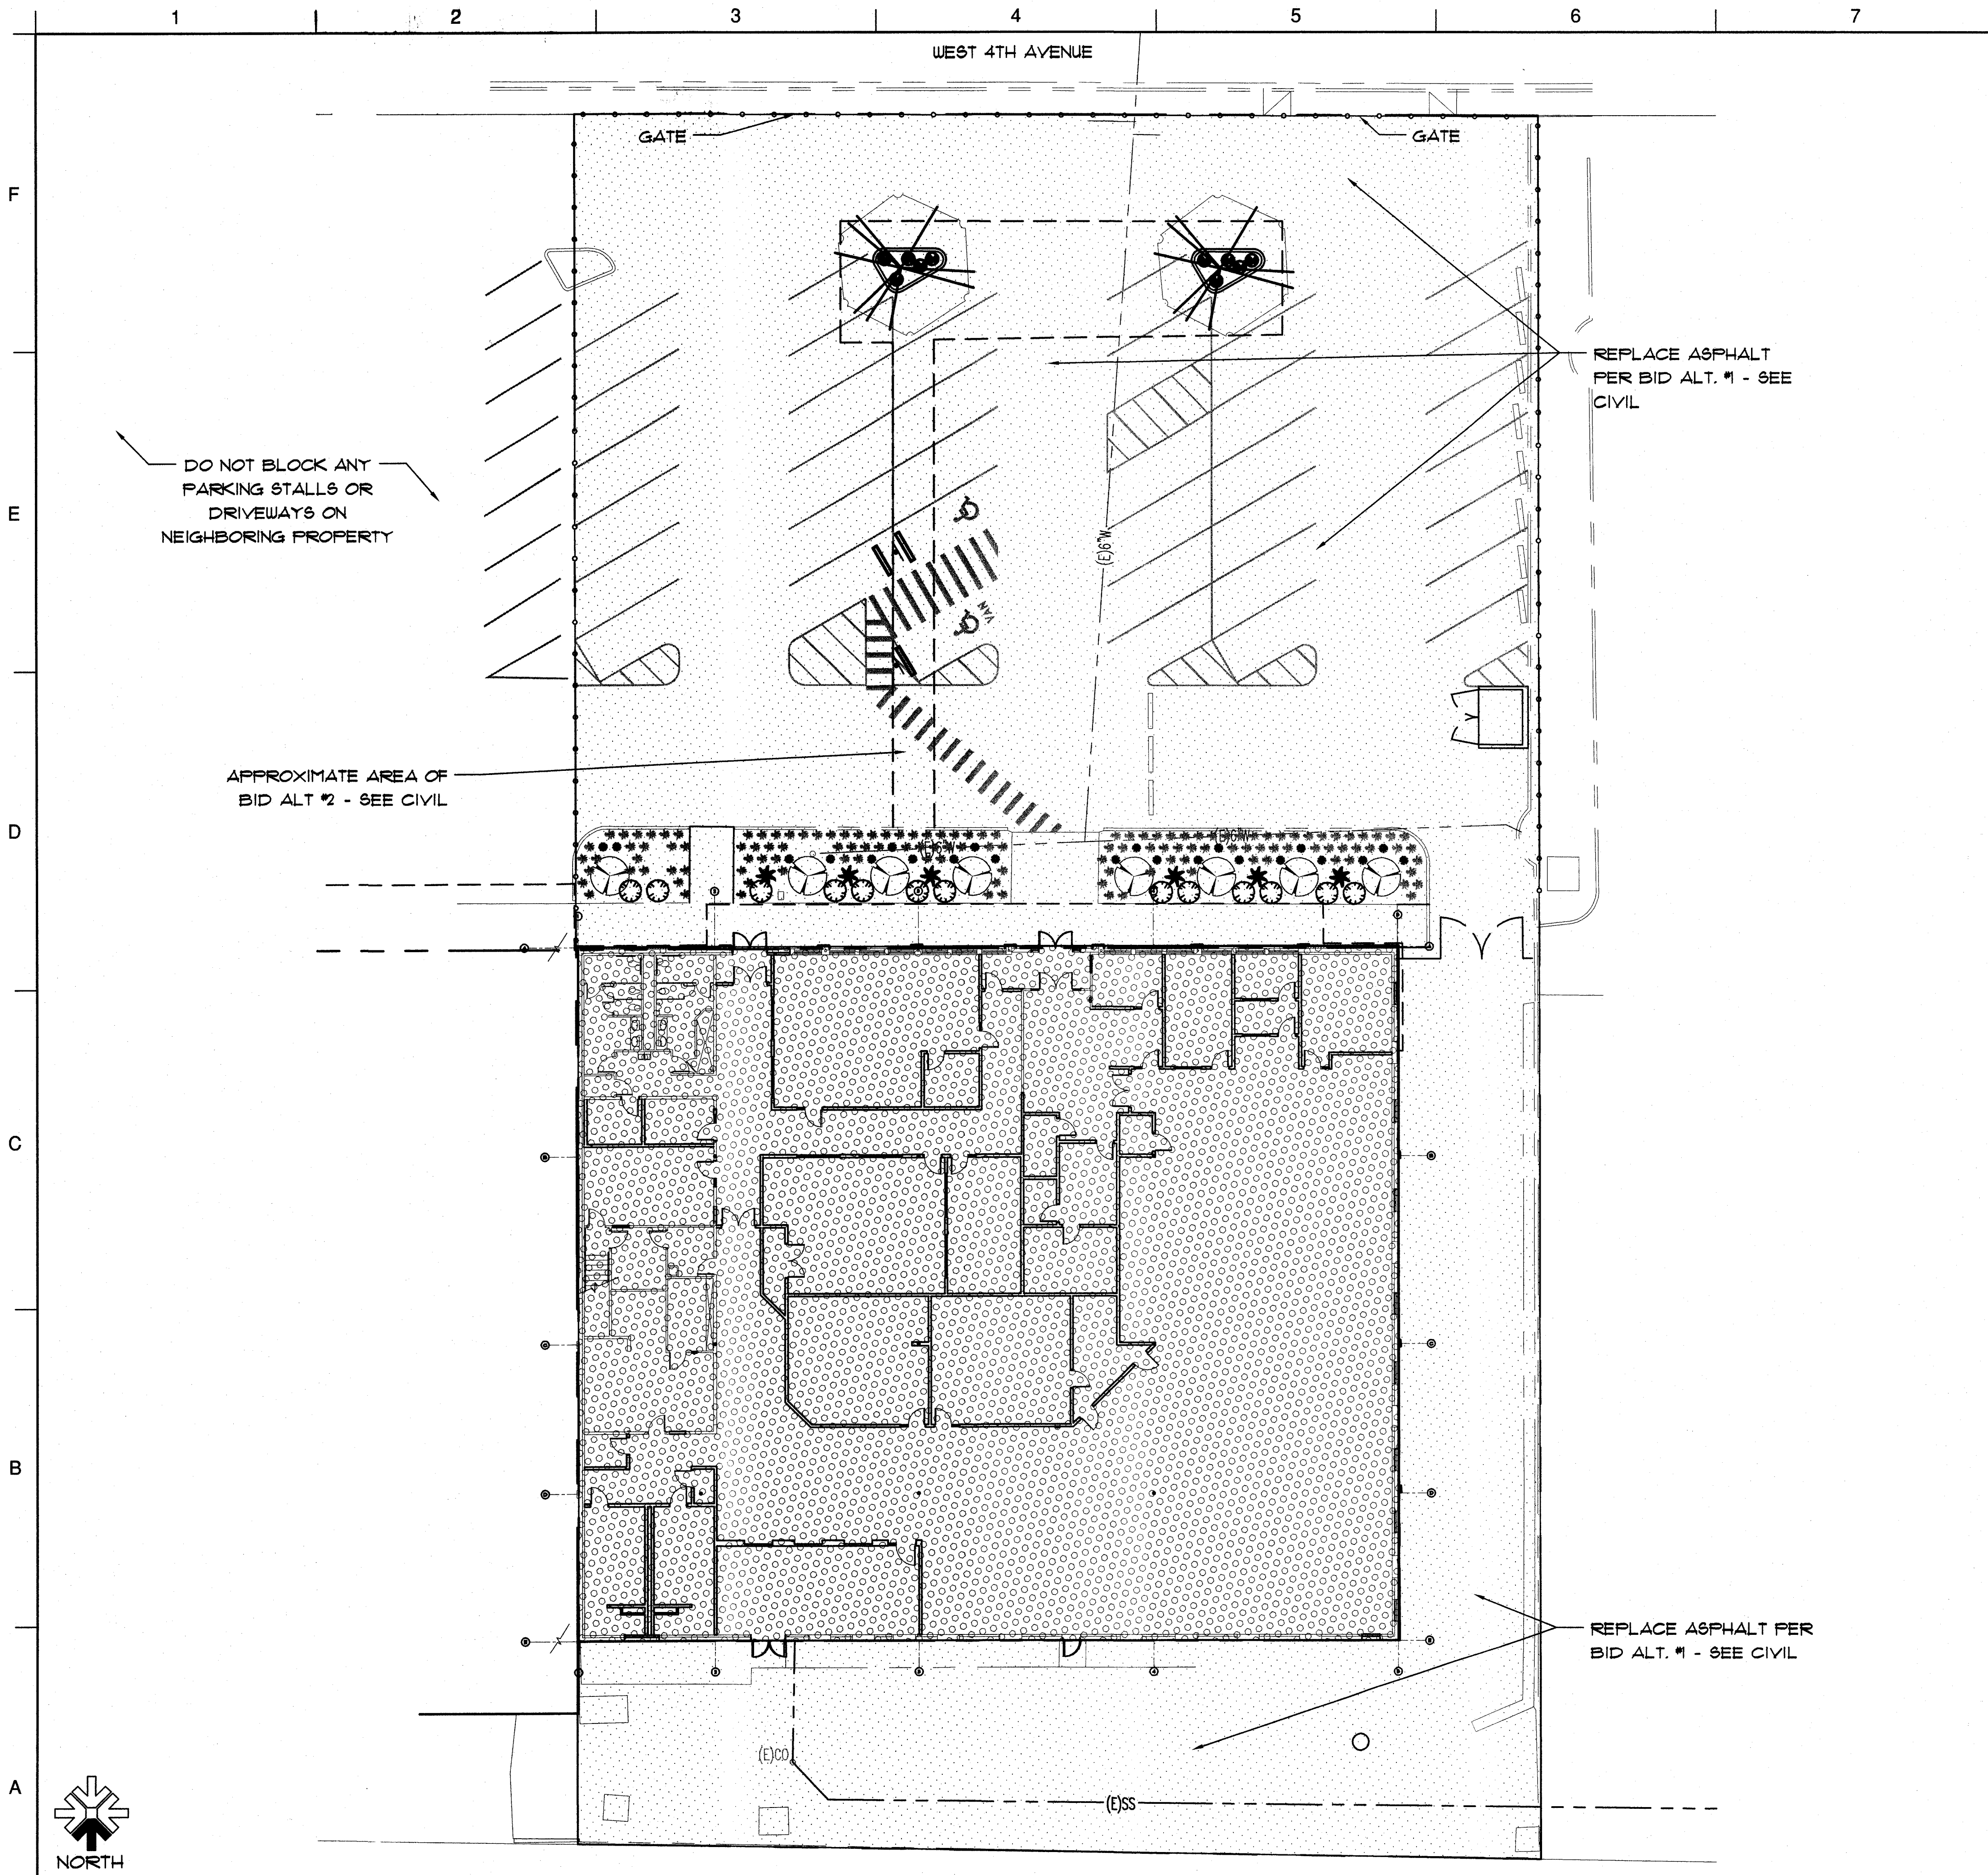 1 2 3 4 5 6 7
WEST 4TH AVENUE
GATE
GATE
F
REPLACE ASPHALT
PER BID ALT. #1 - SEE
CIVIL
DO NOT BLOCK ANY
PARKING STALLS OR
DRIVEWAYS ON
NEIGHBORING PROPERTY
E
(E)6"W
VAN
APPROXIMATE AREA OF
BID ALT #2 - SEE CIVIL
D
(E)6"W
(E)6"W
C
B
REPLACE ASPHALT PER
BID ALT. #1 - SEE CIVIL
(E)CO
A
(E)SS
NORTH